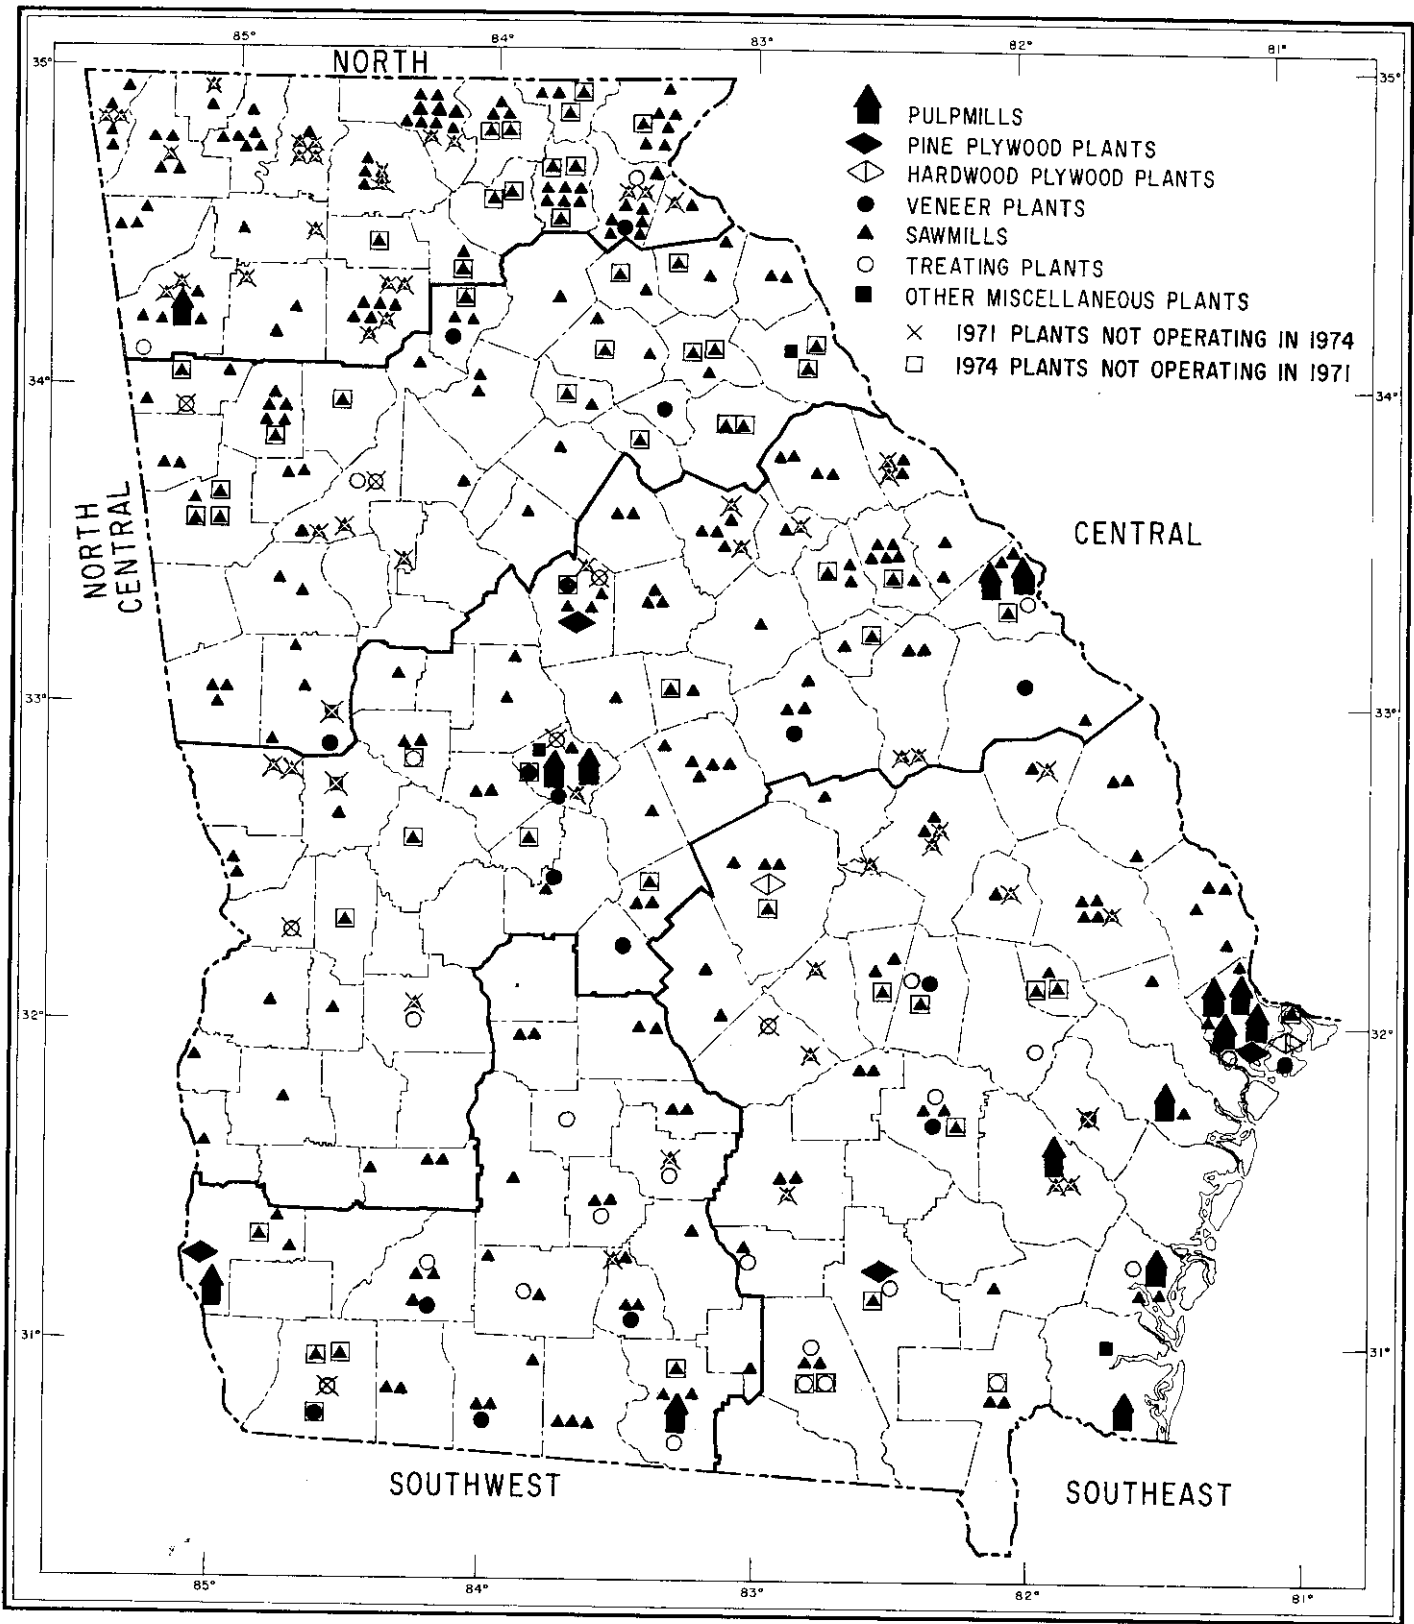 85° 84° 83° 82° 81°
35° NORTH 35°
PULPMILLS
PINE PLYWOOD PLANTS
HARDWOOD PLYWOOD PLANTS
VENEER PLANTS
SAWMILLS
TREATING PLANTS
OTHER MISCELLANEOUS PLANTS
1971 PLANTS NOT OPERATING IN 1974
1974 PLANTS NOT OPERATING IN 1971
34° 34°
NORTH
CENTRAL
CENTRAL
33° 33°
32° 32°
31° 31°
SOUTHWEST
SOUTHEAST
85° 84° 83° 82° 81°